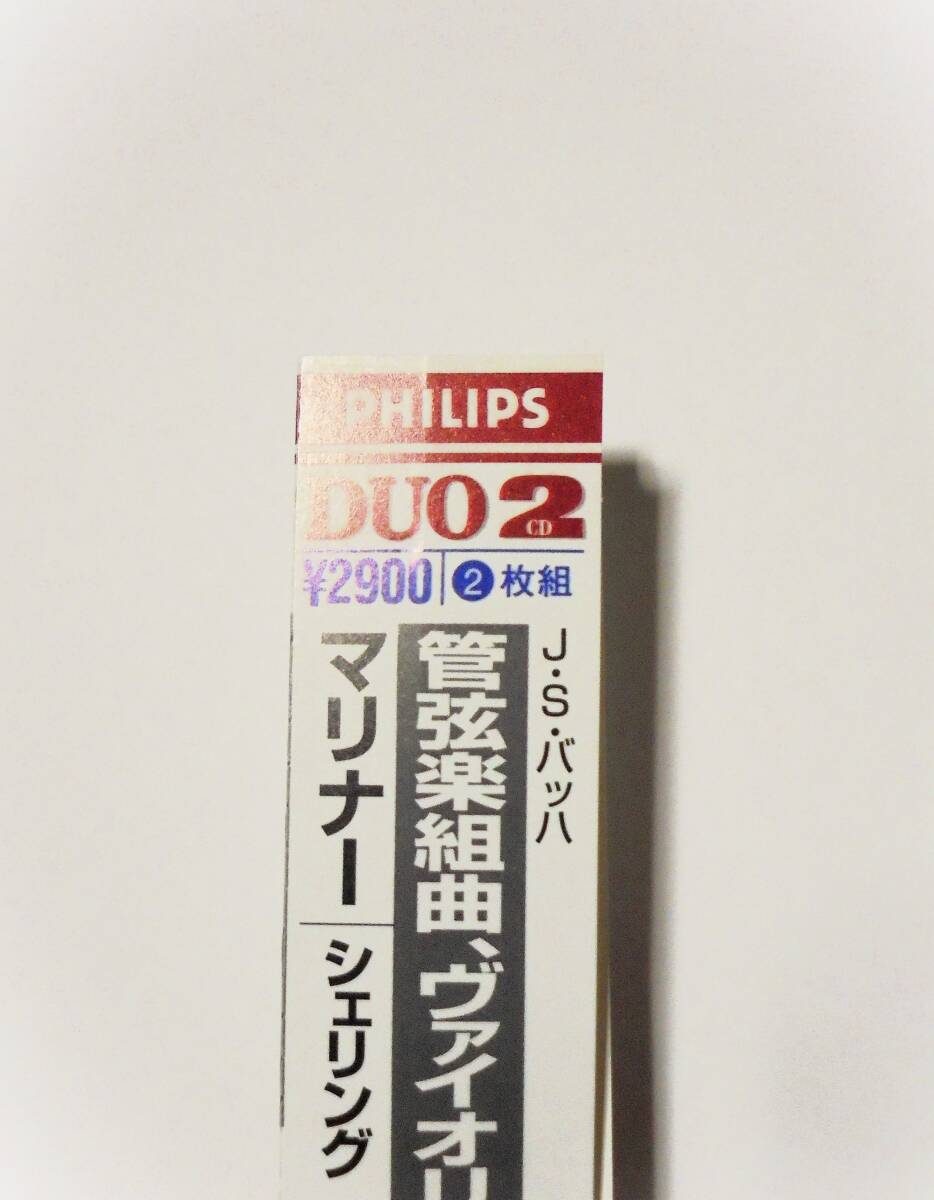 PHILIPS
DUO 2
CD
¥2900
2枚組
J・S・バッハ
管弦楽組曲、ヴァイオリ
マリナー
シェリング